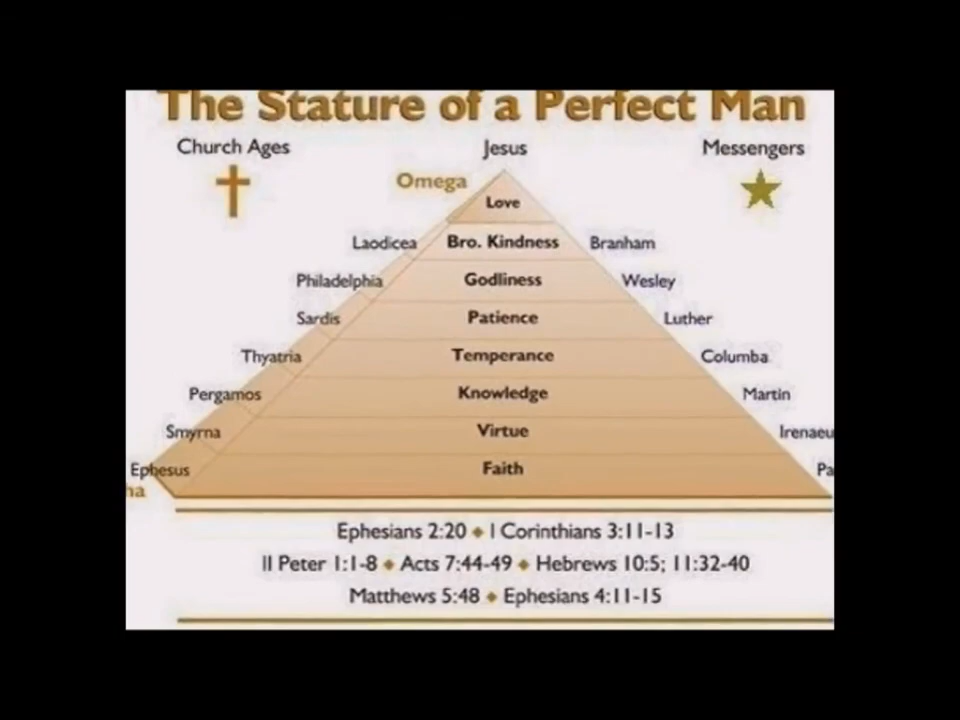 The Stature of a Perfect Man
Church Ages Jesus Messengers
Omega
Love
Laodicea Bro. Kindness Branham
Philadelphia Godliness Wesley
Sardis Patience Luther
Thyatria Temperance Columba
Pergamos Knowledge Martin
Smyrna Virtue Irenaeu
Ephesus Faith Pa
ha
Ephesians 2:20 ◆ I Corinthians 3:11-13
II Peter 1:1-8 ◆ Acts 7:44-49 ◆ Hebrews 10:5; 11:32-40
Matthews 5:48 ◆ Ephesians 4:11-15